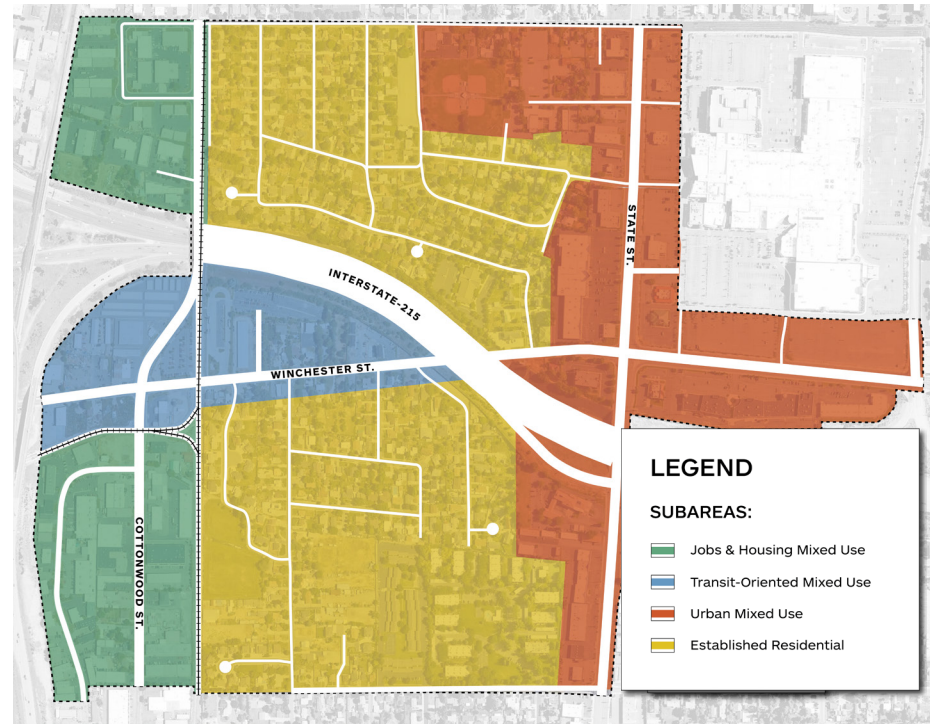 STATE ST.
INTERSTATE-215
WINCHESTER ST.
COTTONWOOD ST.
LEGEND
SUBAREAS:
Jobs & Housing Mixed Use
Transit-Oriented Mixed Use
Urban Mixed Use
Established Residential